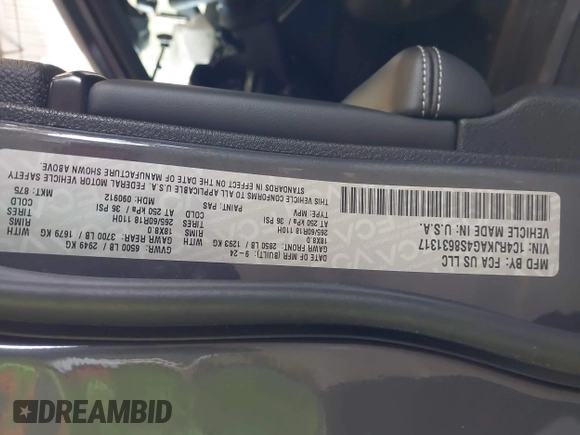 MFD BY: FCA US LLC
DATE OF MFR (BUILT): 9-24
GVWR: 6500 LB 2949 KG
GAWR FRONT: 2850 LB 1293 KG
WITH
265/60R18 110H
TIRES
18X8.0
RIMS
AT 250 kPa / 36 PSI
COLD
GAWR REAR: 3700 LB 1679 KG
WITH
265/60R18 110H
TIRES
18X8.0
RIMS
AT 250 kPa / 36 PSI
COLD
THIS VEHICLE CONFORMS TO ALL APPLICABLE U.S.A. FEDERAL MOTOR VEHICLE SAFETY
STANDARDS IN EFFECT ON THE DATE OF MANUFACTURE SHOWN ABOVE.
VIN: 1C4RJKAG4S8631317
TYPE: MPV
PAINT: PAS
MDH: 090612
MKT: 975
VEHICLE MADE IN: U.S.A.
DREAMBID